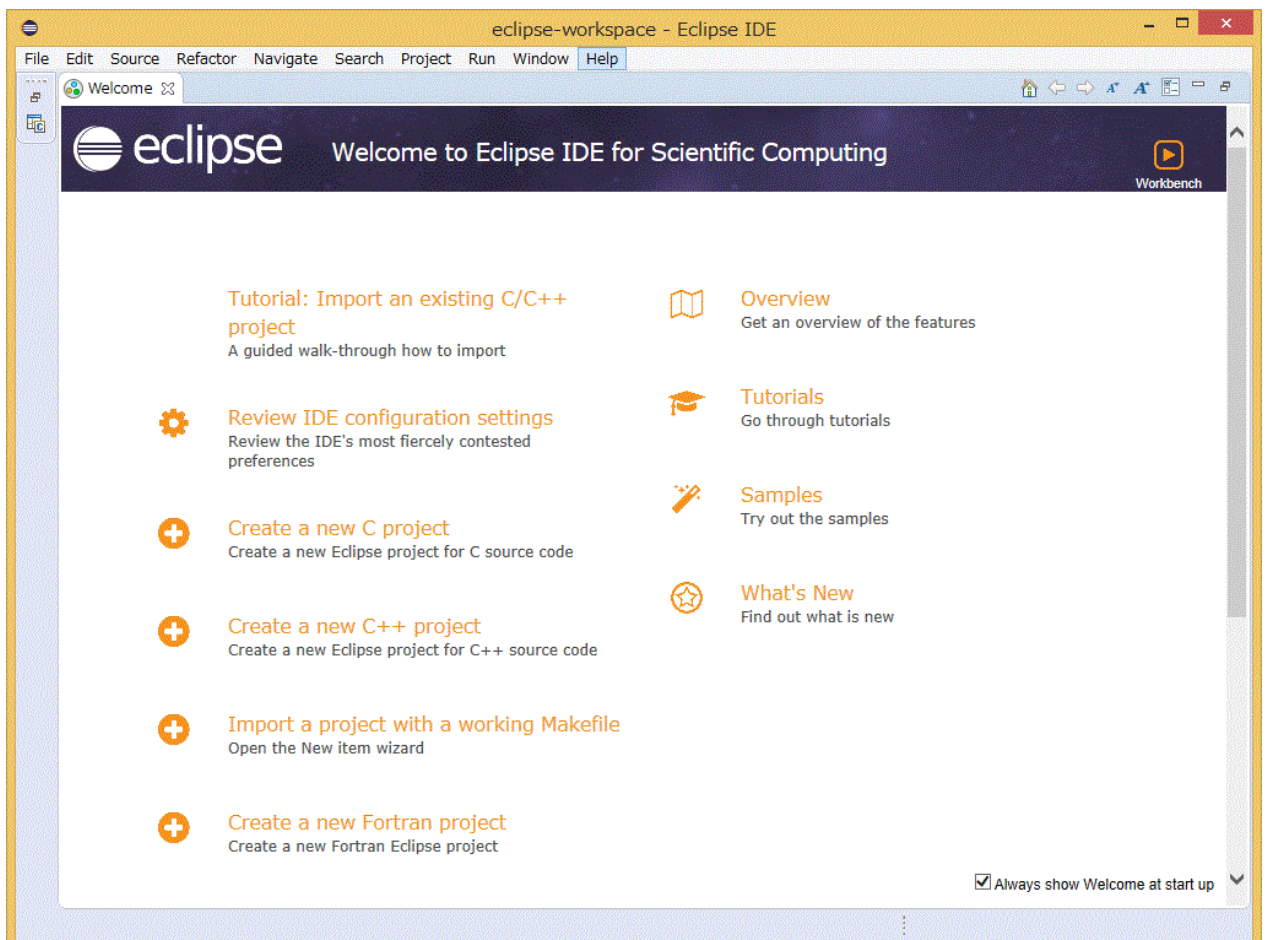 eclipse-workspace - Eclipse IDE
File Edit Source Refactor Navigate Search Project Run Window Help
Welcome
eclipse Welcome to Eclipse IDE for Scientific Computing
Workbench
Tutorial: Import an existing C/C++
project
A guided walk-through how to import
Review IDE configuration settings
Review the IDE's most fiercely contested
preferences
Create a new C project
Create a new Eclipse project for C source code
Create a new C++ project
Create a new Eclipse project for C++ source code
Import a project with a working Makefile
Open the New item wizard
Create a new Fortran project
Create a new Fortran Eclipse project
Overview
Get an overview of the features
Tutorials
Go through tutorials
Samples
Try out the samples
What's New
Find out what is new
Always show Welcome at start up